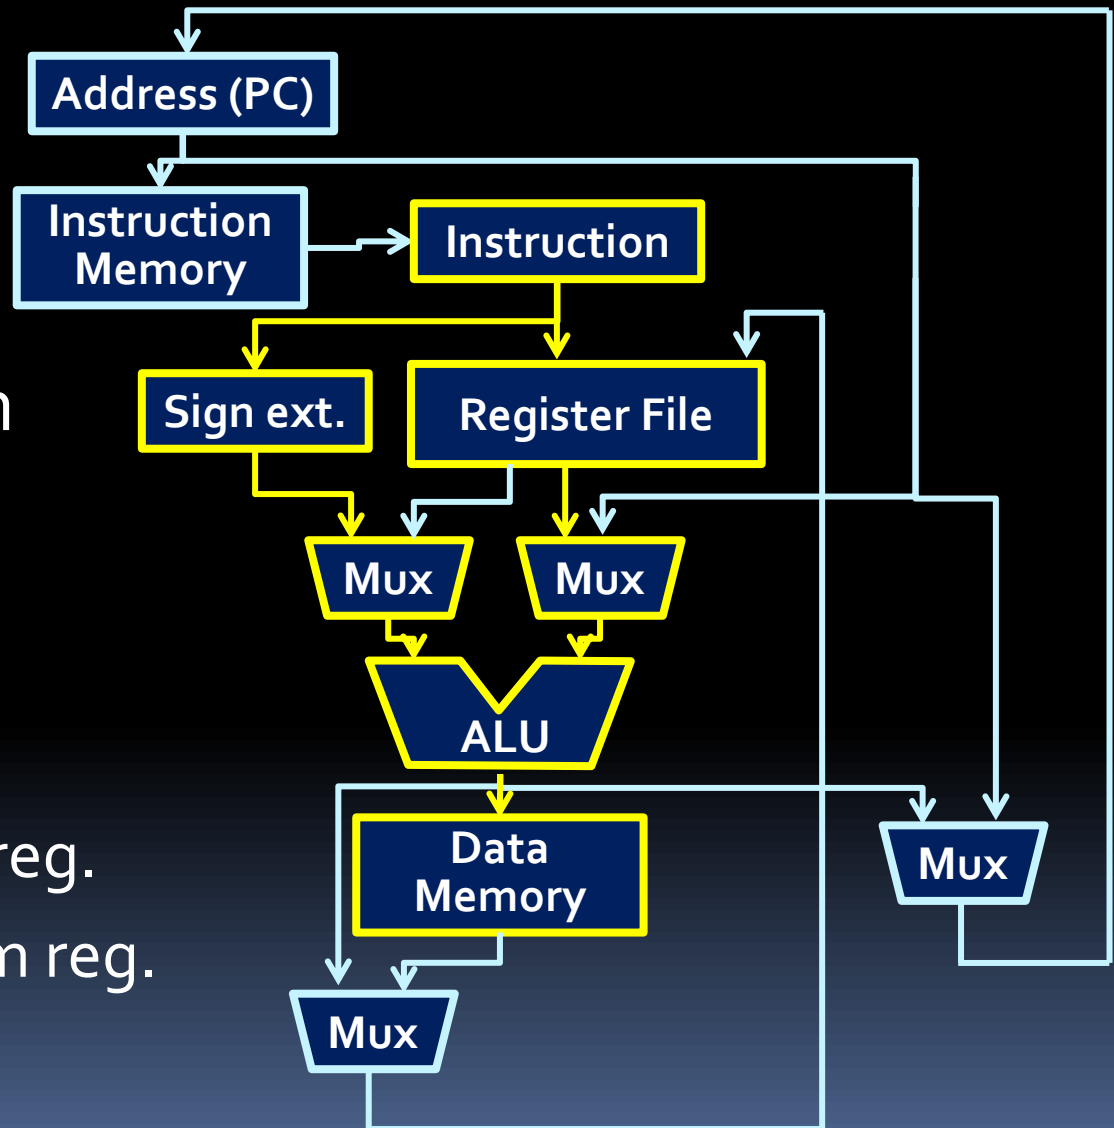 Address (PC)
Instruction
Memory
Instruction
Sign ext.
Register File
Mux
Mux
ALU
reg.
Data
Memory
Mux
reg.
Mux